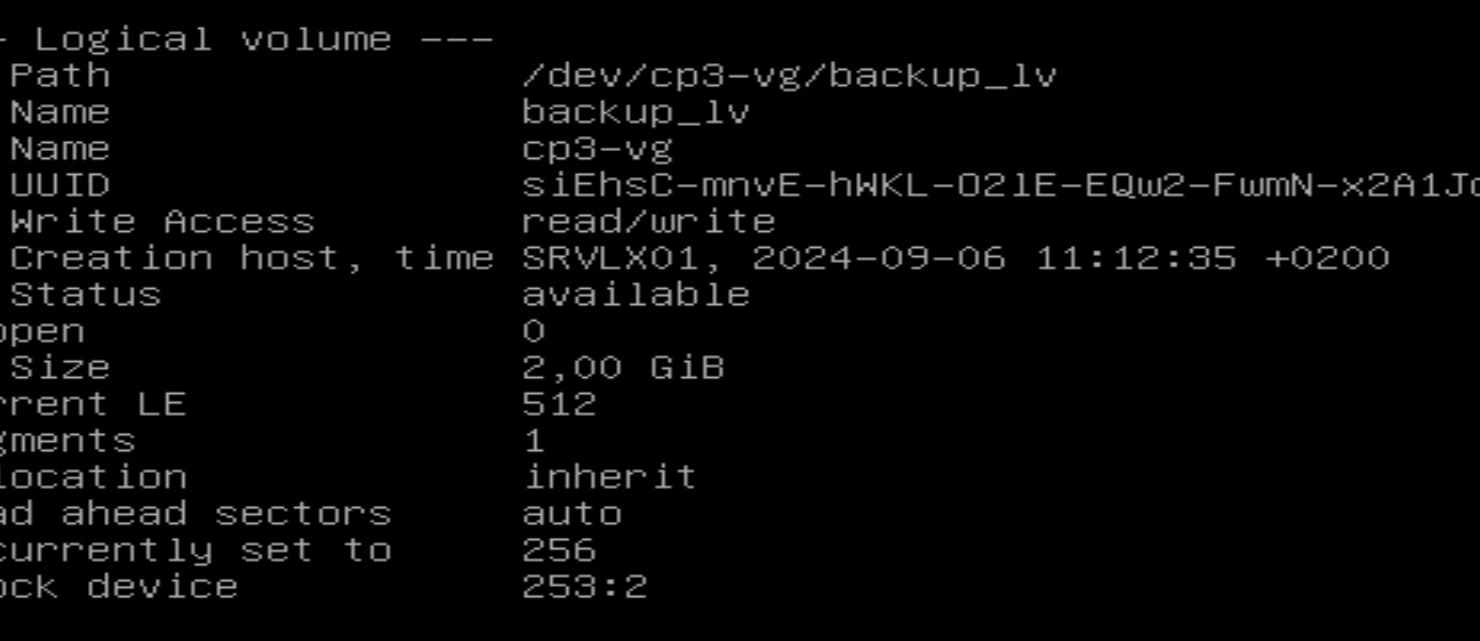 - Logical volume ---
Path /dev/cp3-vg/backup_lv
Name backup_lv
Name cp3-vg
UUID siEhsC-mnvE-hWKL-O2lE-EQw2-FwmN-x2A1J
Write Access read/write
Creation host, time SRVLX01, 2024-09-06 11:12:35 +0200
Status available
open 0
Size 2,00 GiB
rrent LE 512
gments 1
location inherit
ad ahead sectors auto
currently set to 256
ock device 253:2